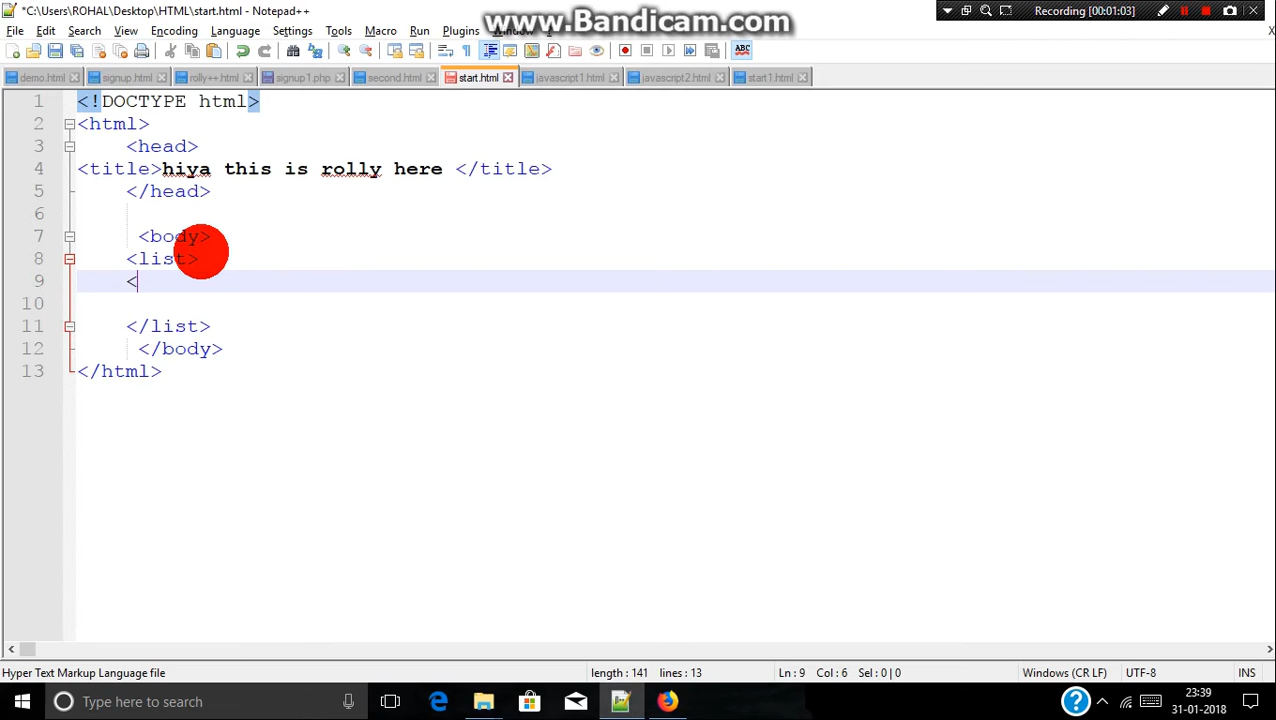 *C:\Users\ROHAL\Desktop\HTML\start.html - Notepad++
www.Bandicam.com
Recording [00:01:03]
File Edit Search View Encoding Language Settings Tools Macro Run Plugins Window
demo.html signup.html rolly++.html signup1.php second.html start.html javascript1.html javascript2.html start1.html
1 <!DOCTYPE html>
2 <html>
3 <head>
4 <title>hiya this is rolly here </title>
5 </head>
6
7 <body>
8 <list>
9 <
10
11 </list>
12 </body>
13 </html>
Hyper Text Markup Language file length : 141 lines : 13 Ln : 9 Col : 6 Sel : 0 | 0 Windows (CR LF) UTF-8 INS
Type here to search
23:39
31-01-2018